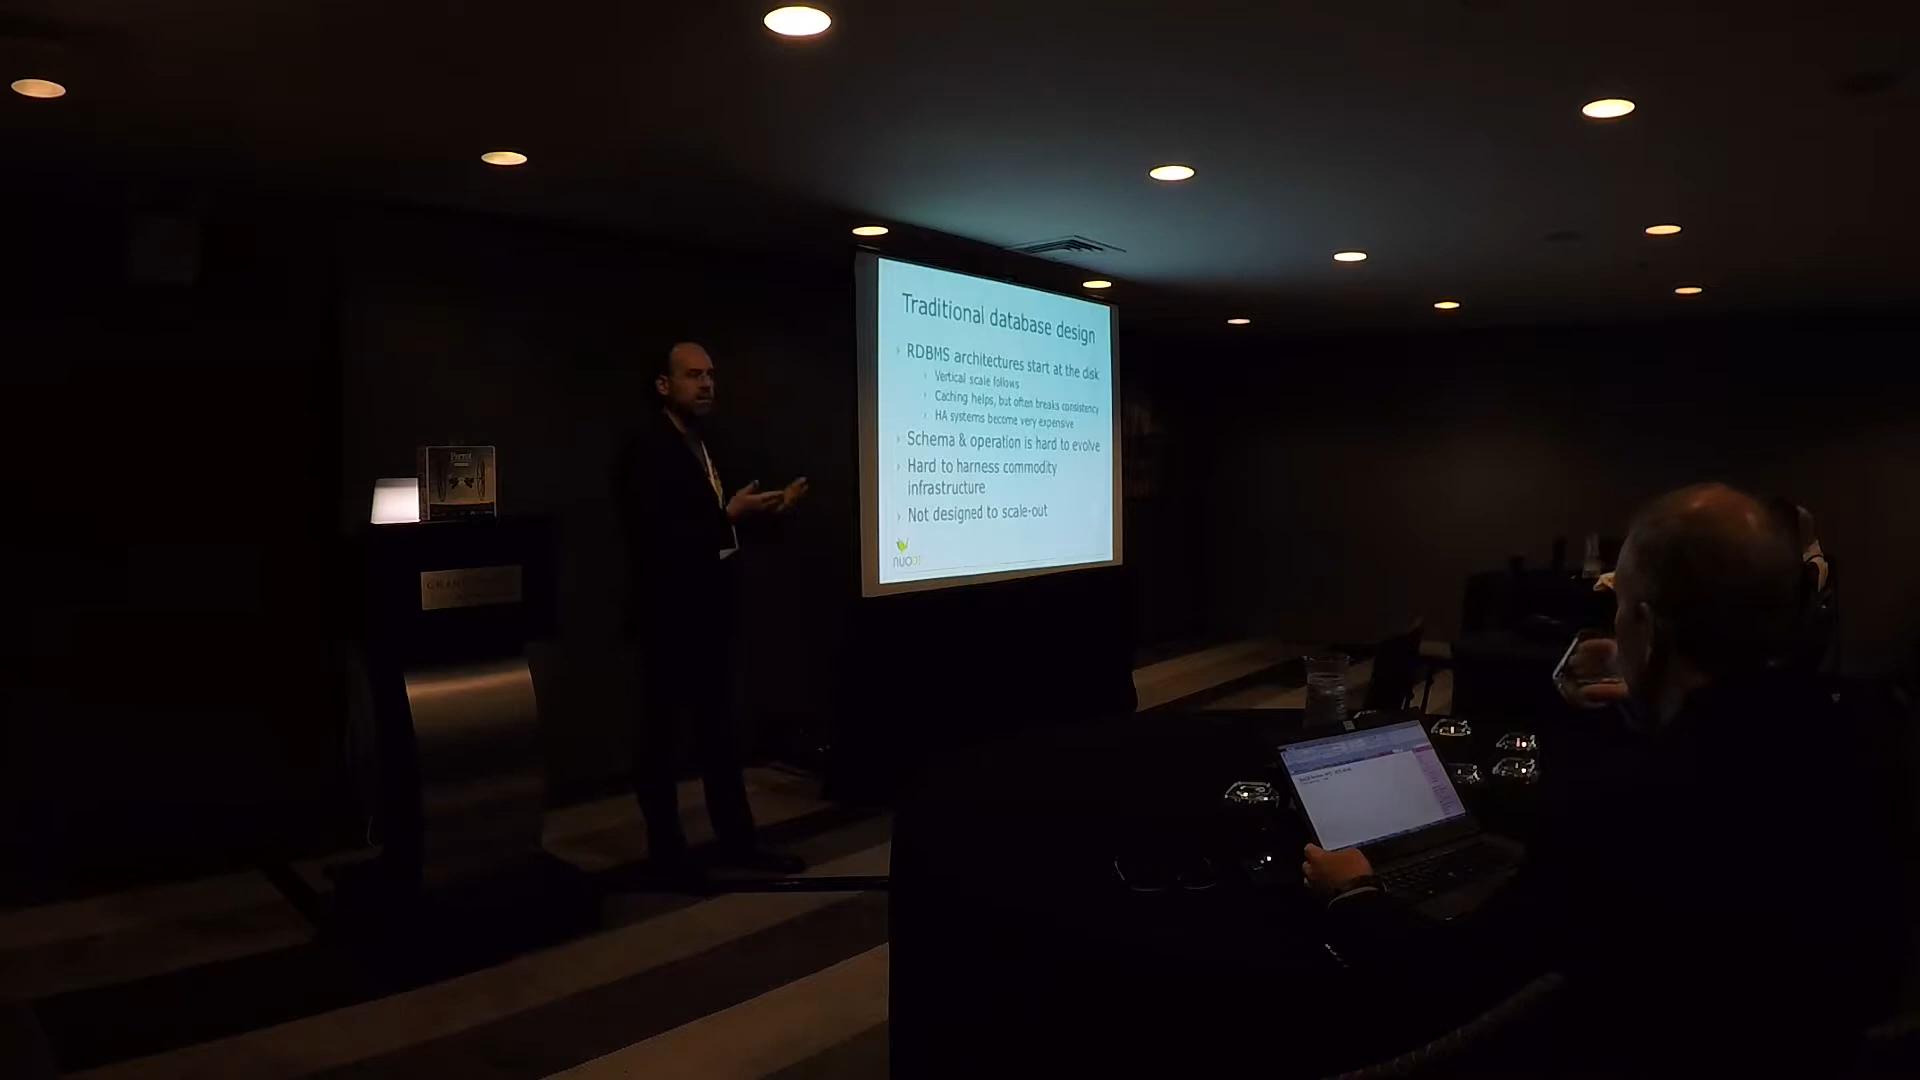 Traditional database design
RDBMS architectures start at the disk
Vertical scale follows
Caching helps, but often breaks consistency
HA systems become very expensive
Schema & operation is hard to evolve
Hard to harness commodity
infrastructure
Not designed to scale-out
nuoDB
Parrot